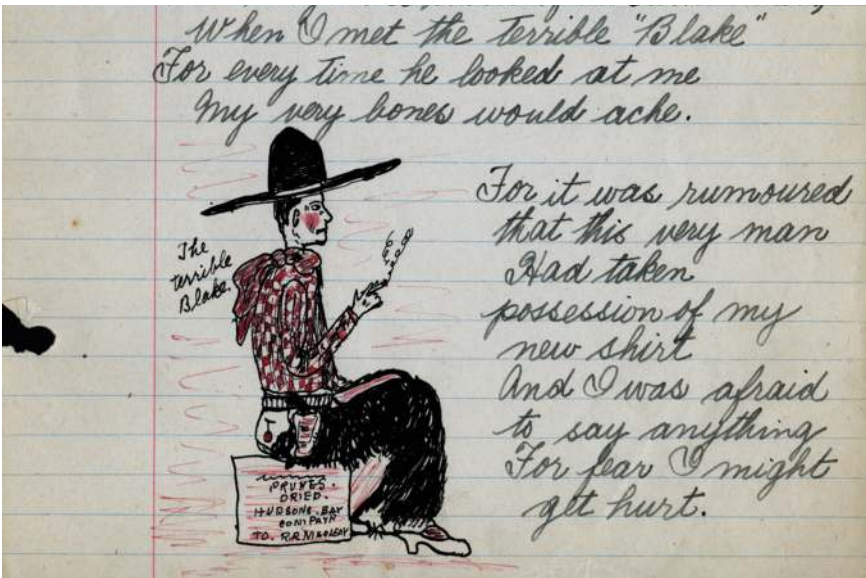 When I met the terrible "Blake"
For every time he looked at me
My very bones would ache.
The
terrible
Blake.
For it was rumoured
that this very man
Had taken
possession of my
new shirt
And I was afraid
to say anything
For fear I might
get hurt.
PRUNES.
DRIED.
HUDSONS. BAY
COMPAYN
TO. R.R.